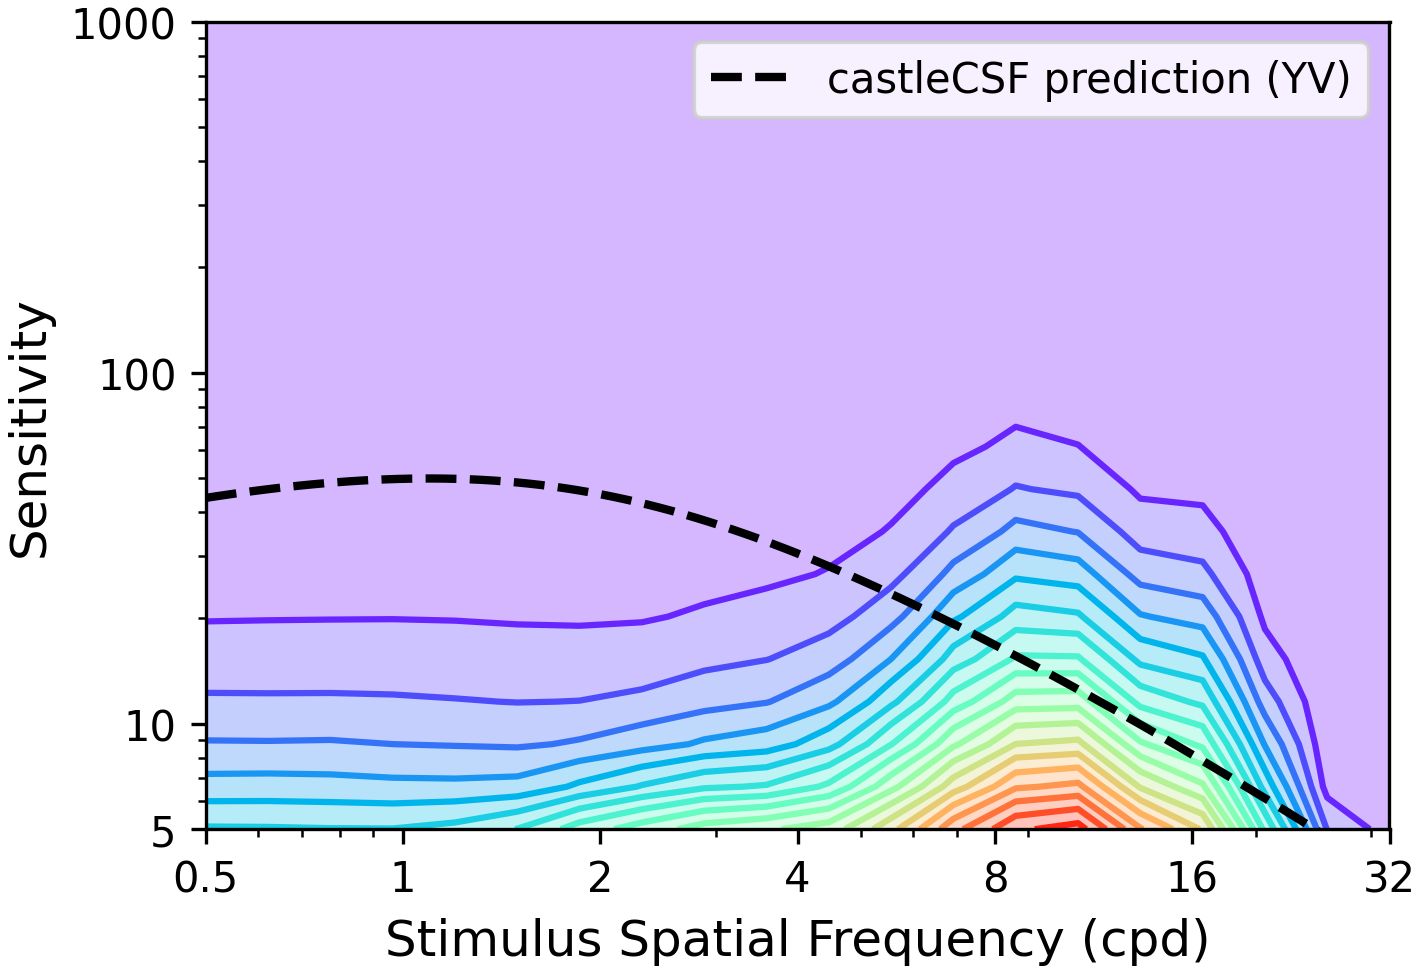 1000
100
10
5
Sensitivity
castleCSF prediction (YV)
0.5 1 2 4 8 16 32
Stimulus Spatial Frequency (cpd)